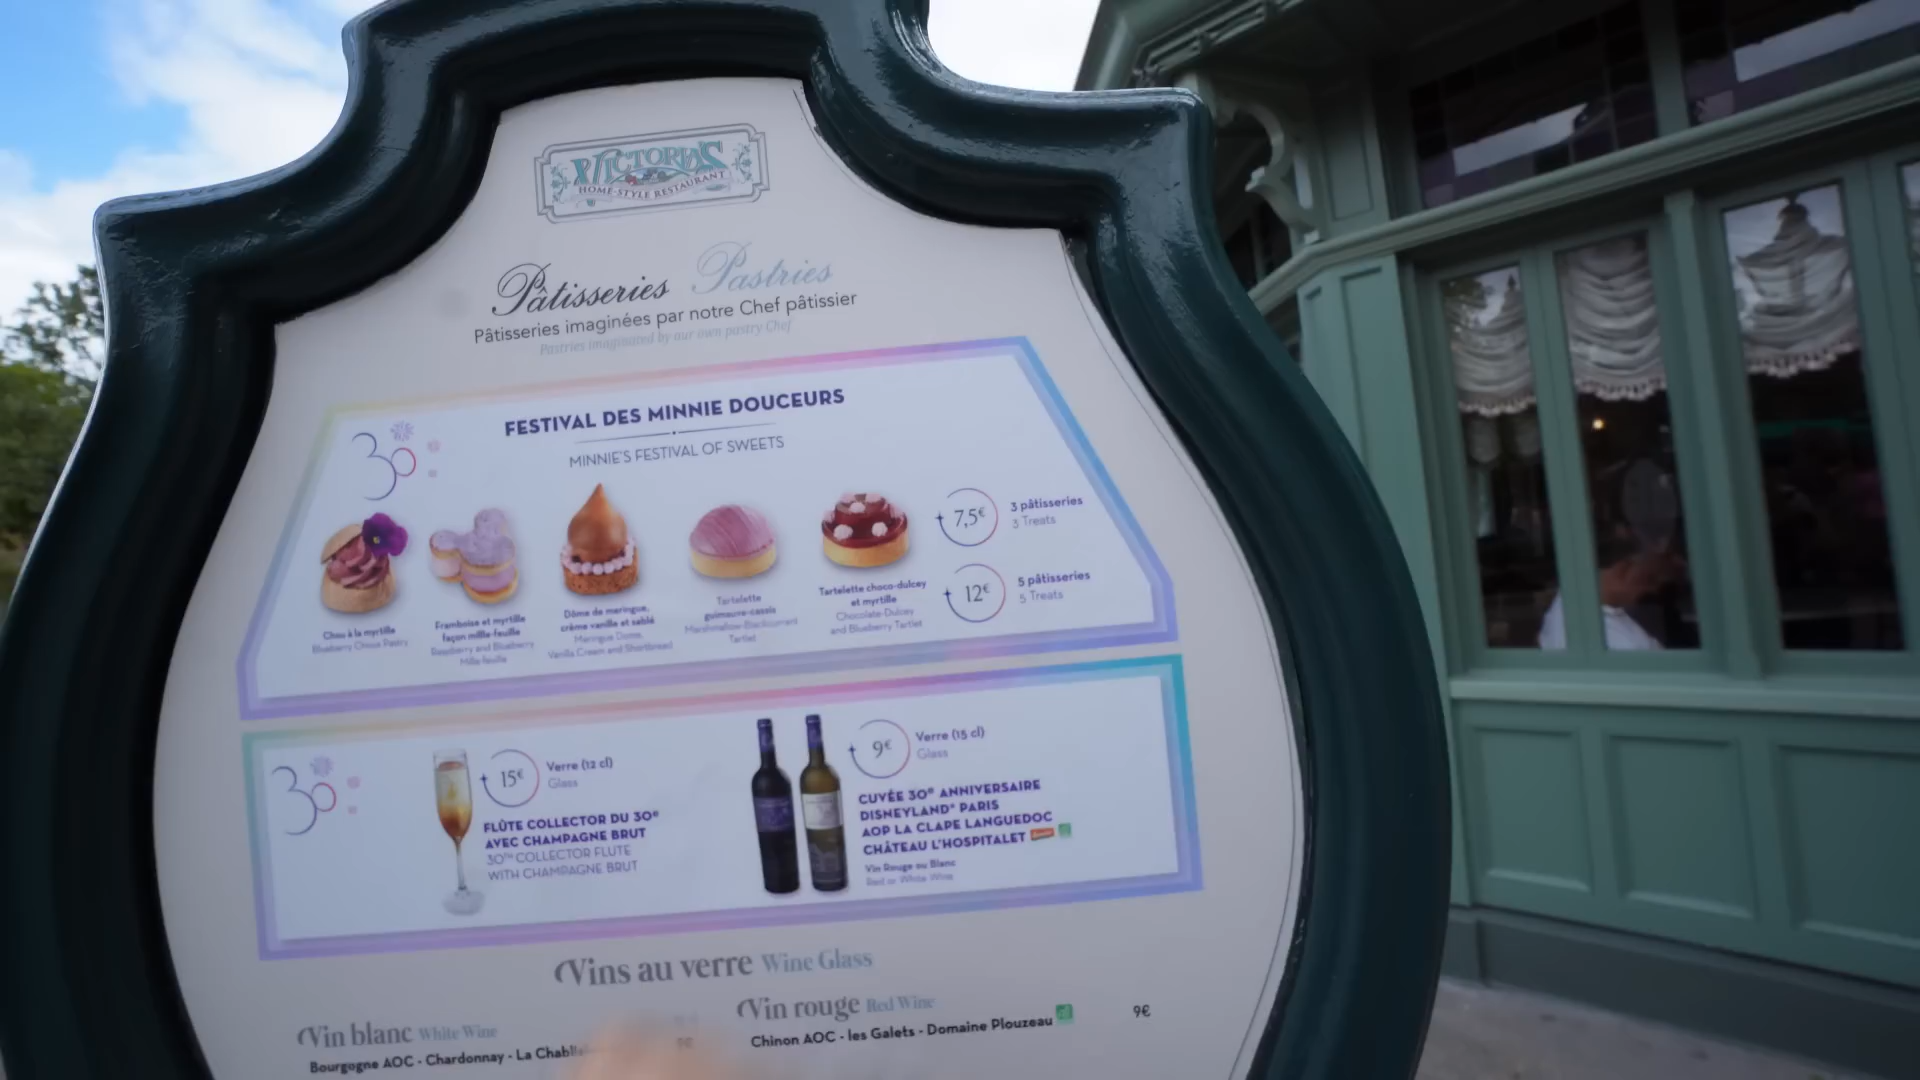 VICTORIA'S
HOME-STYLE RESTAURANT
Pâtisseries Pastries
Pâtisseries imaginées par notre Chef pâtissier
Pastries imaginated by our own pastry Chef
30
FESTIVAL DES MINNIE DOUCEURS
MINNIE'S FESTIVAL OF SWEETS
Chou à la myrtille
Blueberry Choux Pastry
Framboise et myrtille
façon mille-feuille
Raspberry and Blueberry
Mille-feuille
Dôme de meringue,
crème vanille et sablé
Meringue Dome,
Vanilla Cream and Shortbread
Tartelette
guimauve-cassis
Marshmallow-Blackcurrant
Tartlet
Tartelette choco-dulcey
et myrtille
Chocolate-Dulcey
and Blueberry Tartlet
7,5€
3 pâtisseries
3 Treats
12€
5 pâtisseries
5 Treats
30
15€
Verre (12 cl)
Glass
FLÛTE COLLECTOR DU 30e
AVEC CHAMPAGNE BRUT
30TH COLLECTOR FLUTE
WITH CHAMPAGNE BRUT
9€
Verre (15 cl)
Glass
CUVÉE 30e ANNIVERSAIRE
DISNEYLAND® PARIS
AOP LA CLAPE LANGUEDOC
CHÂTEAU L'HOSPITALET
Vin Rouge ou Blanc
Red or White Wine
Vins au verre Wine Glass
Vin blanc White Wine
Bourgogne AOC - Chardonnay - La
9€
Vin rouge Red Wine
Chinon AOC - les Galets - Domaine Plouzeau
9€